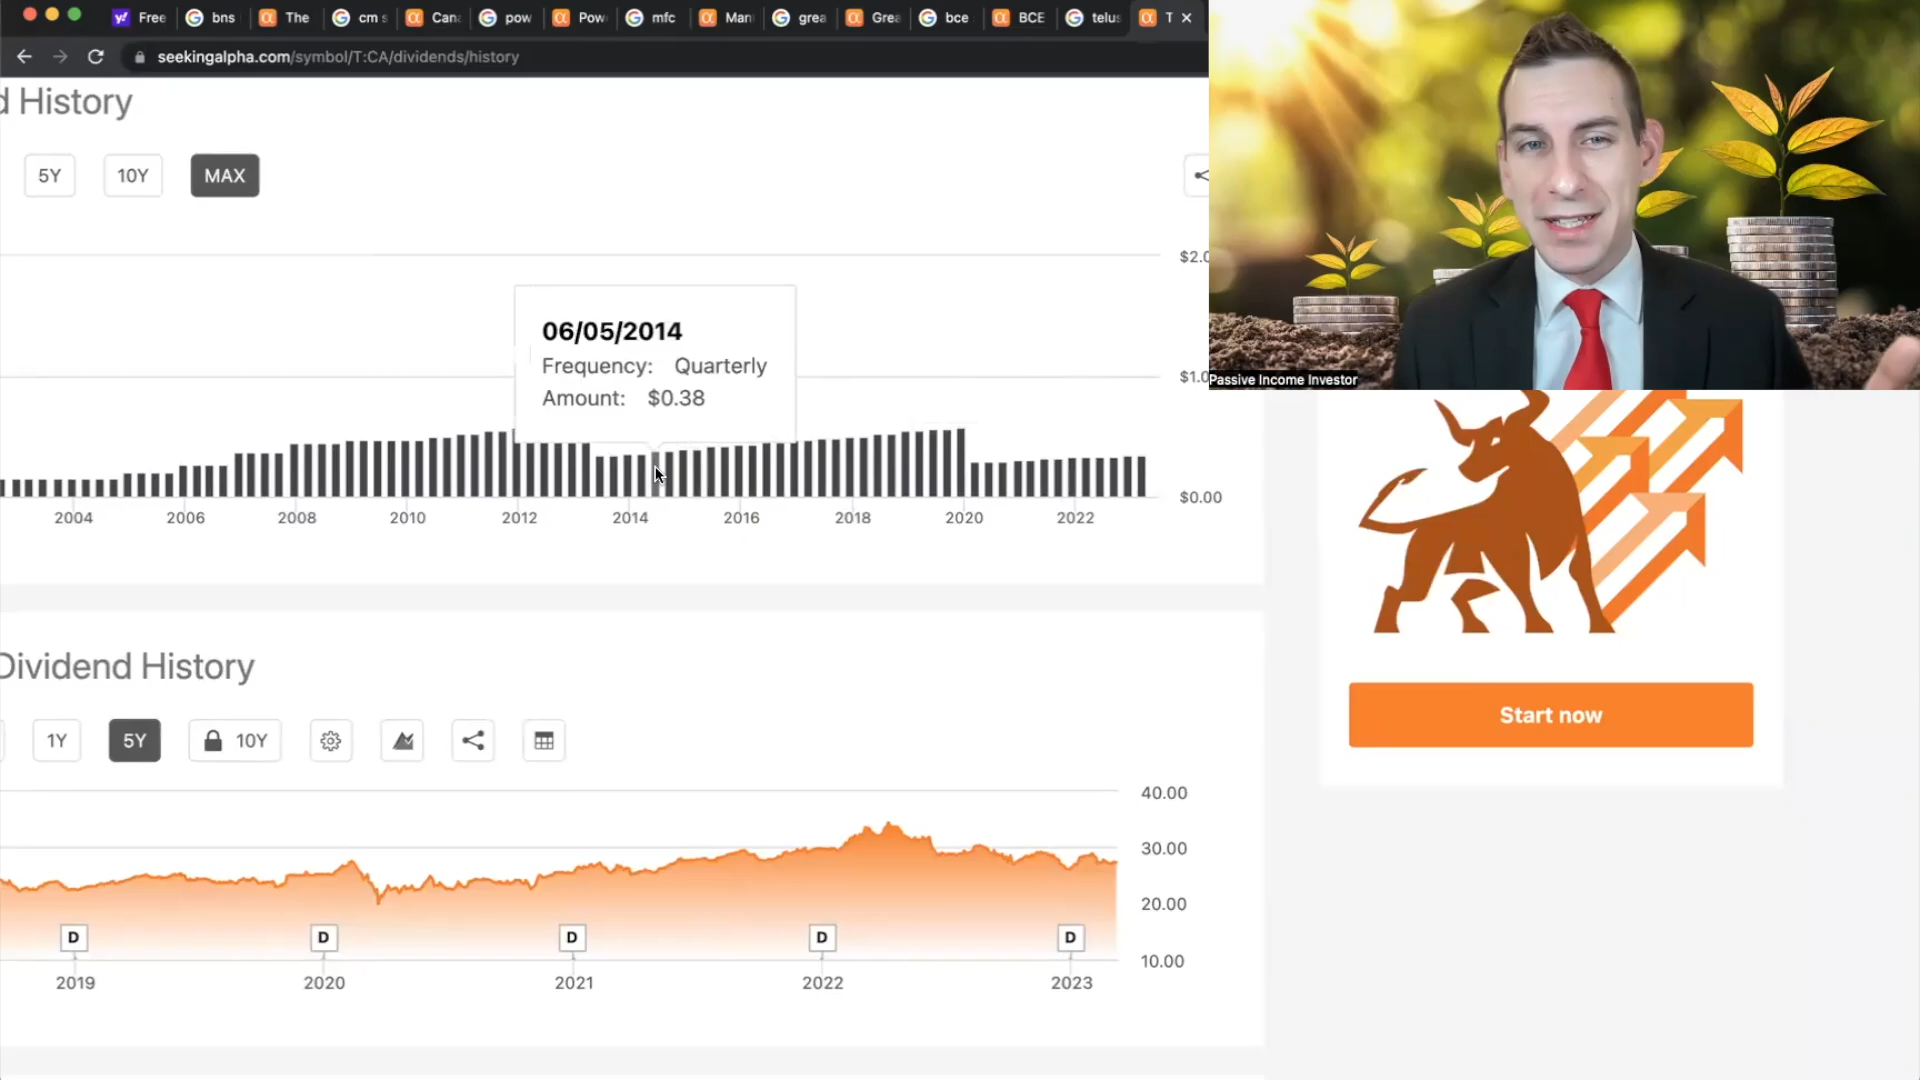 Free
bns
The
cm s
Can
pow
Pow
mfc
Man
grea
Grea
bce
BCE
telus
T
seekingalpha.com/symbol/T:CA/dividends/history
d History
5Y
10Y
MAX
$2.0
06/05/2014
Frequency: Quarterly
Amount: $0.38
$1.0
Passive Income Investor
$0.00
2004
2006
2008
2010
2012
2014
2016
2018
2020
2022
Dividend History
1Y
5Y
10Y
Start now
40.00
30.00
20.00
D
D
D
D
D
10.00
2019
2020
2021
2022
2023